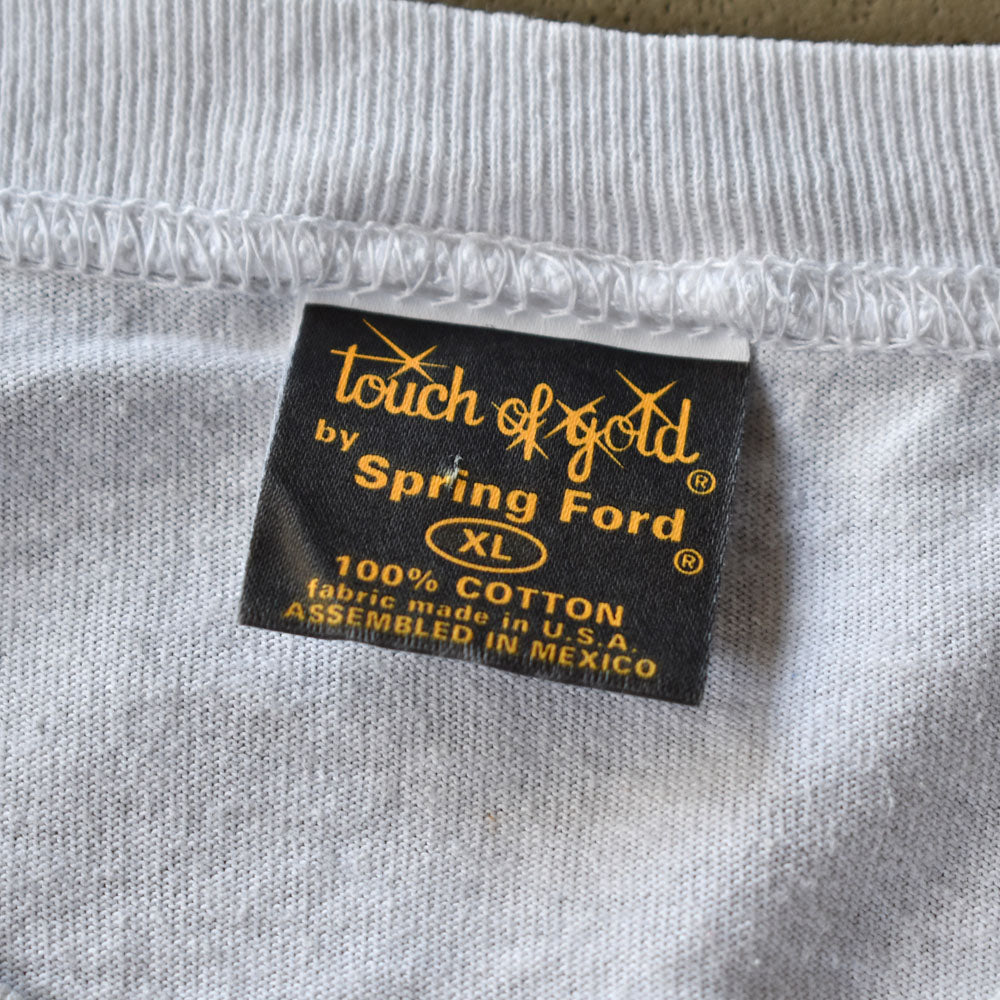 touch of gold®
by
Spring Ford®
XL
100% COTTON
fabric made in U.S.A.
ASSEMBLED IN MEXICO